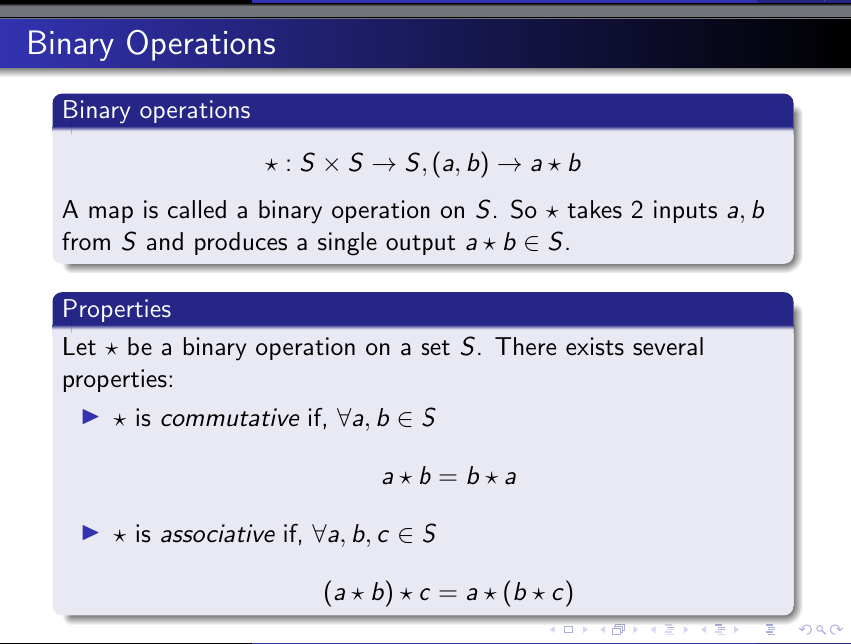 Binary Operations
Binary operations
⋆ : S × S → S, (a, b) → a ⋆ b
A map is called a binary operation on S. So ⋆ takes 2 inputs a, b
from S and produces a single output a ⋆ b ∈ S.
Properties
Let ⋆ be a binary operation on a set S. There exists several
properties:
▶ ⋆ is commutative if, ∀a, b ∈ S
a ⋆ b = b ⋆ a
▶ ⋆ is associative if, ∀a, b, c ∈ S
(a ⋆ b) ⋆ c = a ⋆ (b ⋆ c)